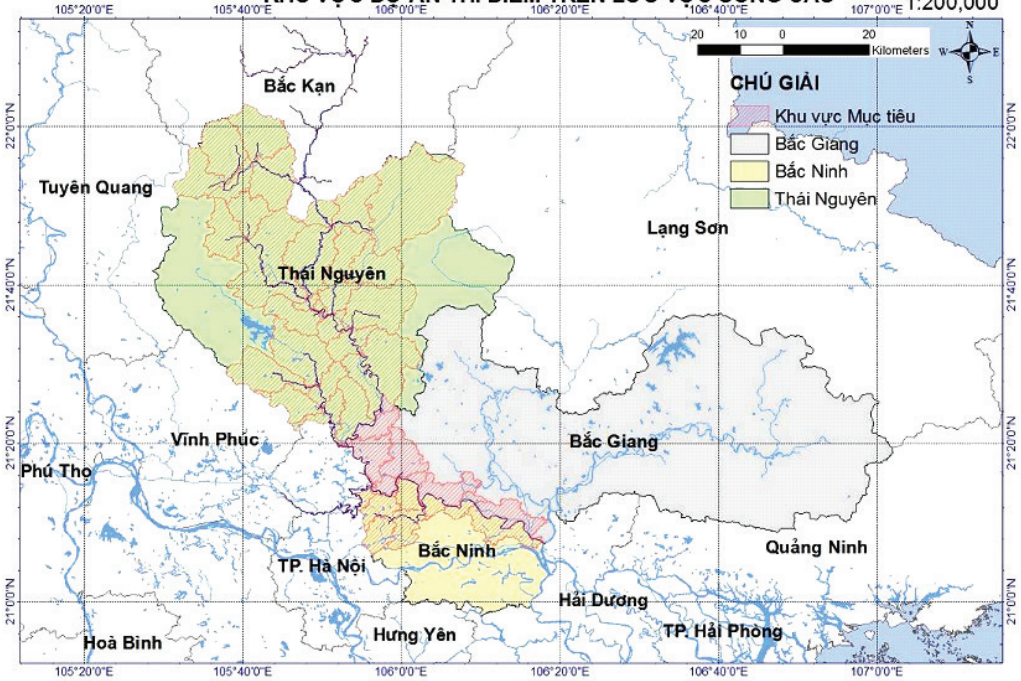 1:200,000
105°20'0"E 105°40'0"E 106°0'0"E 106°20'0"E 106°40'0"E 107°0'0"E
20 10 0 20
Kilometers
N
W E
S
CHÚ GIẢI
Khu vực Mục tiêu
Bắc Giang
Bắc Ninh
Thái Nguyên
Bắc Kạn
22°0'0"N
22°0'0"N
Tuyên Quang
Lạng Sơn
Thái Nguyên
21°40'0"N
21°40'0"N
Vĩnh Phúc
Bắc Giang
21°20'0"N
21°20'0"N
Phú Thọ
Bắc Ninh
Quảng Ninh
TP. Hà Nội
21°0'0"N
21°0'0"N
Hải Dương
Hưng Yên
TP. Hải Phòng
Hoà Bình
105°20'0"E 105°40'0"E 106°0'0"E 106°20'0"E 106°40'0"E 107°0'0"E